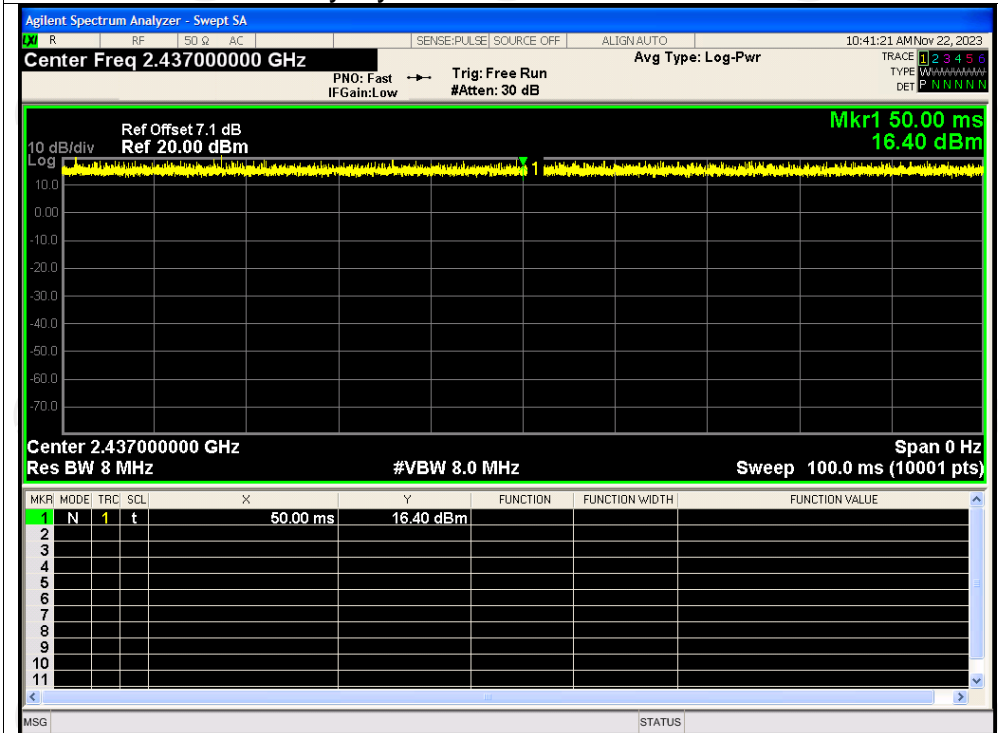 Agilent Spectrum Analyzer - Swept SA
LXI R RF 50 Ω AC SENSE:PULSE SOURCE OFF ALIGN AUTO 10:41:21 AM Nov 22, 2023
Center Freq 2.437000000 GHz Avg Type: Log-Pwr TRACE 1 2 3 4 5 6
PNO: Fast Trig: Free Run TYPE WWWWWW
IFGain:Low #Atten: 30 dB DET P N N N N N
Mkr1 50.00 ms
Ref Offset 7.1 dB
10 dB/div Ref 20.00 dBm 16.40 dBm
Log
1
10.0
0.00
-10.0
-20.0
-30.0
-40.0
-50.0
-60.0
-70.0
Center 2.437000000 GHz Span 0 Hz
Res BW 8 MHz #VBW 8.0 MHz Sweep 100.0 ms (10001 pts)
MKR MODE TRC SCL X Y FUNCTION FUNCTION WIDTH FUNCTION VALUE
1 N 1 t 50.00 ms 16.40 dBm
2
3
4
5
6
7
8
9
10
11
MSG STATUS